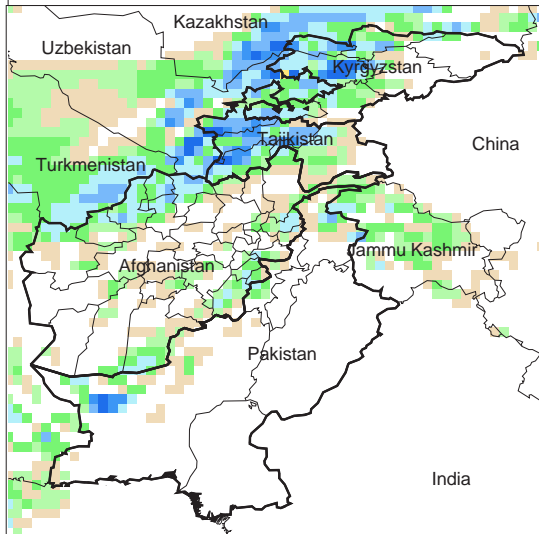 Kazakhstan
Uzbekistan
Kyrgyzstan
Tajikistan
China
Turkmenistan
Jammu Kashmir
Afghanistan
Pakistan
India